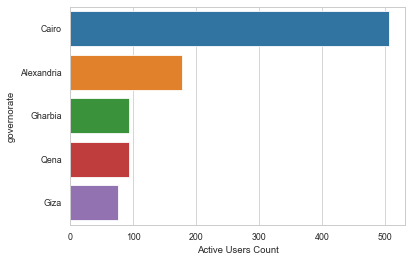 Cairo
Alexandria
Gharbia
Qena
Giza
governorate
0 100 200 300 400 500
Active Users Count